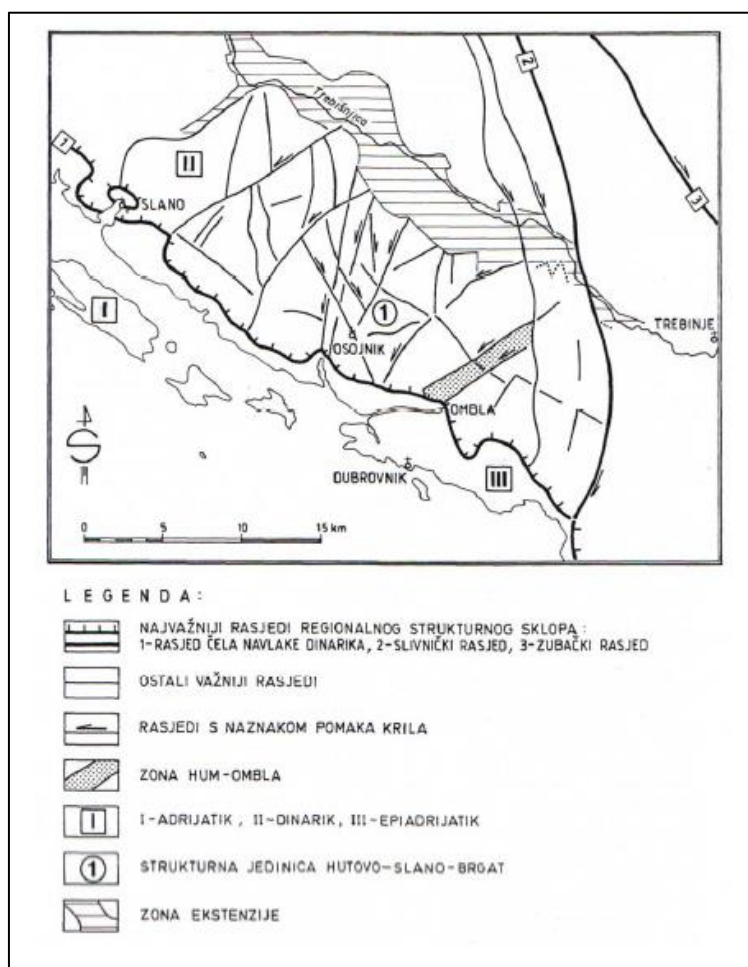 2
Trebišnjica
1
II
3
SLANO
I
1
TREBINJE
OSOJNIK
OMBLA
DUBROVNIK
III
0 5 10 15 km
LEGENDA:
NAJVAŽNIJI RASJEDI REGIONALNOG STRUKTURNOG SKLOPA:
1-RASJED ČELA NAVLAKE DINARIKA, 2-SLIVNIČKI RASJED, 3-ZUBAČKI RASJED
OSTALI VAŽNIJI RASJEDI
RASJEDI S NAZNAKOM POMAKA KRILA
ZONA HUM-OMBLA
I
I-ADRIJATIK, II-DINARIK, III-EPIADRIJATIK
1
STRUKTURNA JEDINICA HUTOVO-SLANO-BRGAT
ZONA EKSTENZIJE